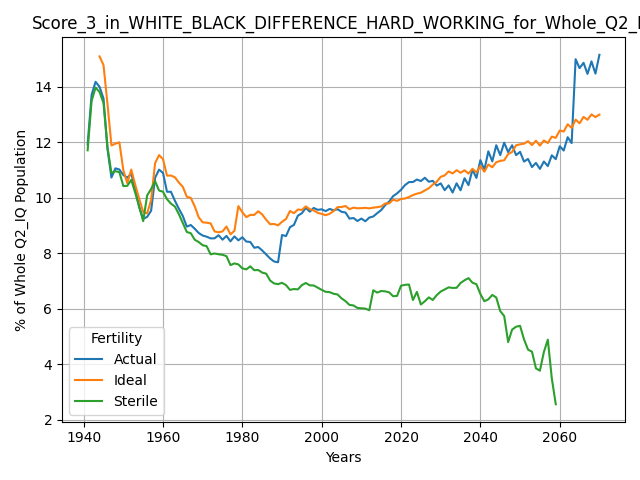 Score_3_in_WHITE_BLACK_DIFFERENCE_HARD_WORKING_for_Whole_Q2_
% of Whole Q2_IQ Population
14
12
10
8
6
4
2
Fertility
Actual
Ideal
Sterile
1940 1960 1980 2000 2020 2040 2060
Years